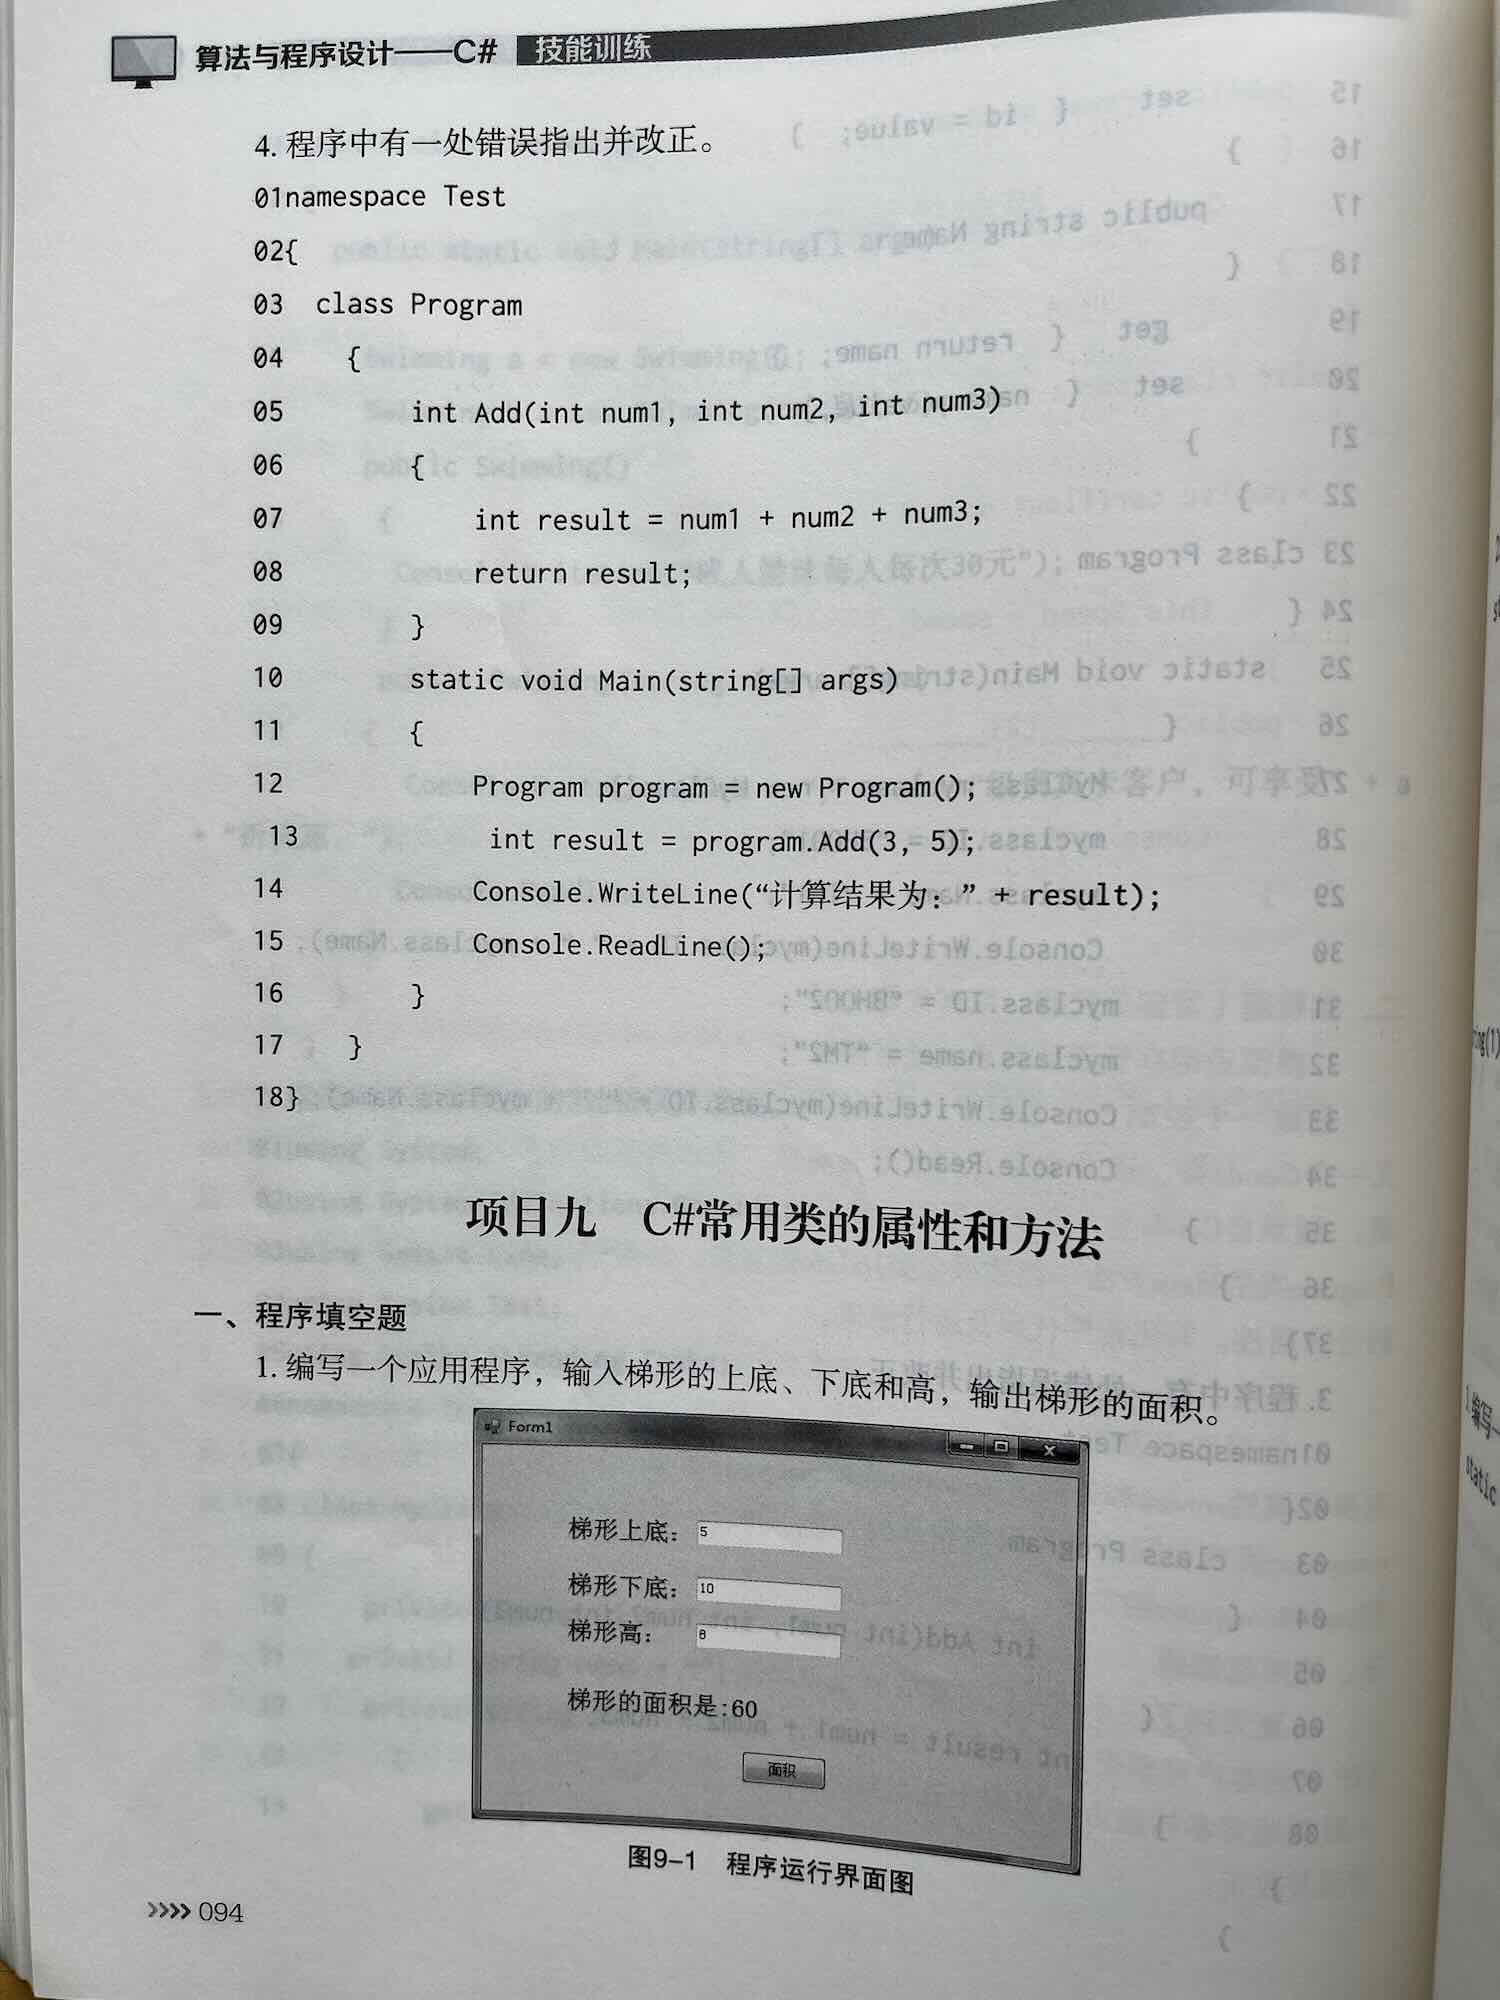 算法与程序设计——C# 技能训练
4. 程序中有一处错误指出并改正。
01namespace Test
02{
03  class Program
04    {
05        int Add(int num1, int num2, int num3)
06        {
07            int result = num1 + num2 + num3;
08            return result;
09        }
10        static void Main(string[] args)
11        {
12            Program program = new Program();
13            int result = program.Add(3, 5);
14            Console.WriteLine(“计算结果为：” + result);
15            Console.ReadLine();
16        }
17    }
18}
项目九 C#常用类的属性和方法
一、程序填空题
1. 编写一个应用程序，输入梯形的上底、下底和高，输出梯形的面积。
Form1
梯形上底： 5
梯形下底： 10
梯形高： 8
梯形的面积是:60
面积
图9-1 程序运行界面图
»»» 094